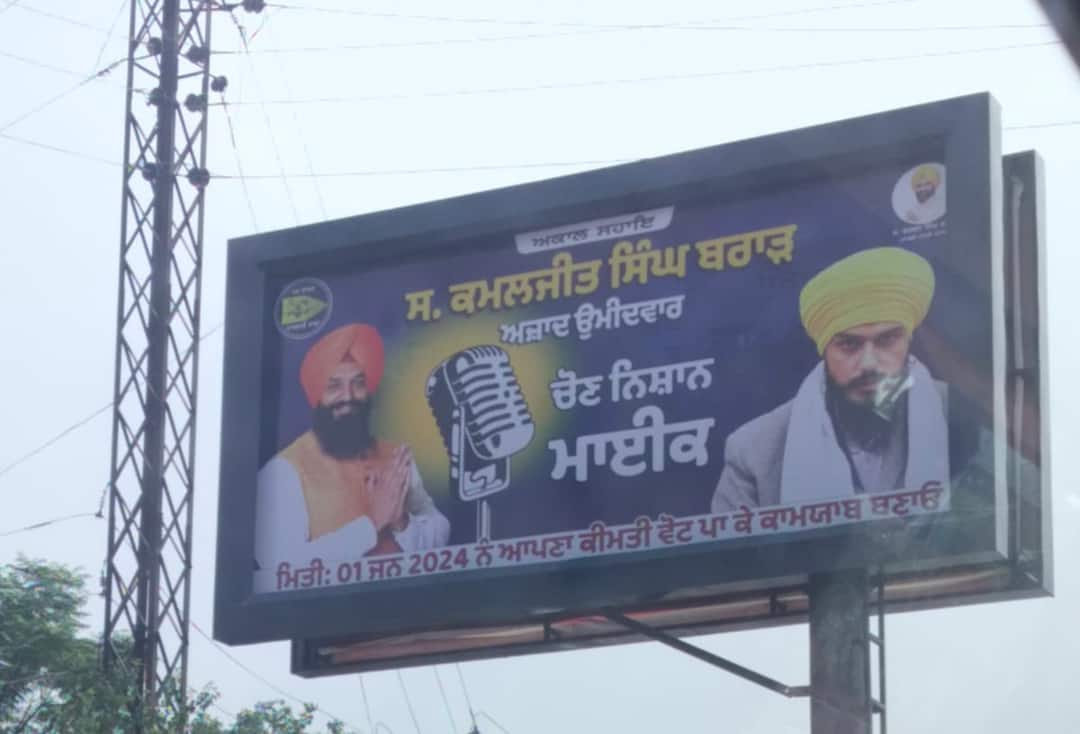 ਅਕਾਲ ਸਹਾਇ
ਸ. ਕਮਲਜੀਤ ਸਿੰਘ ਬਰਾੜ
ਅਜ਼ਾਦ ਉਮੀਦਵਾਰ
ਚੋਣ ਨਿਸ਼ਾਨ
ਮਾਈਕ
ਮਿਤੀ: 01 ਜੂਨ 2024 ਨੂੰ ਆਪਣਾ ਕੀਮਤੀ ਵੋਟ ਪਾ ਕੇ ਕਾਮਯਾਬ ਬਣਾਓ